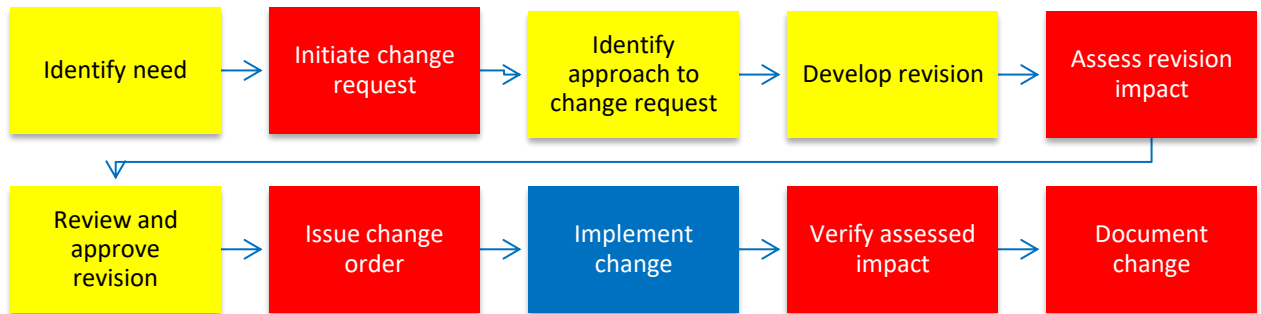 Identify need
Initiate change
request
Identify
approach to
change request
Develop revision
Assess revision
impact
Review and
approve
revision
Issue change
order
Implement
change
Verify assessed
impact
Document
change